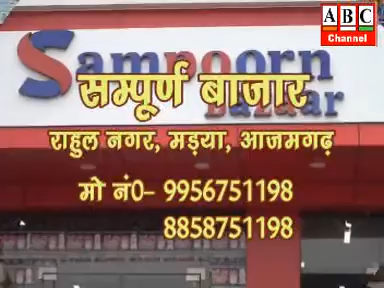 ABC
Channel
Sampoorn
सम्पूर्ण बाजार
Bazaar
राहुल नगर, मड़या, आजमगढ़
मो नं0- 9956751198
8858751198